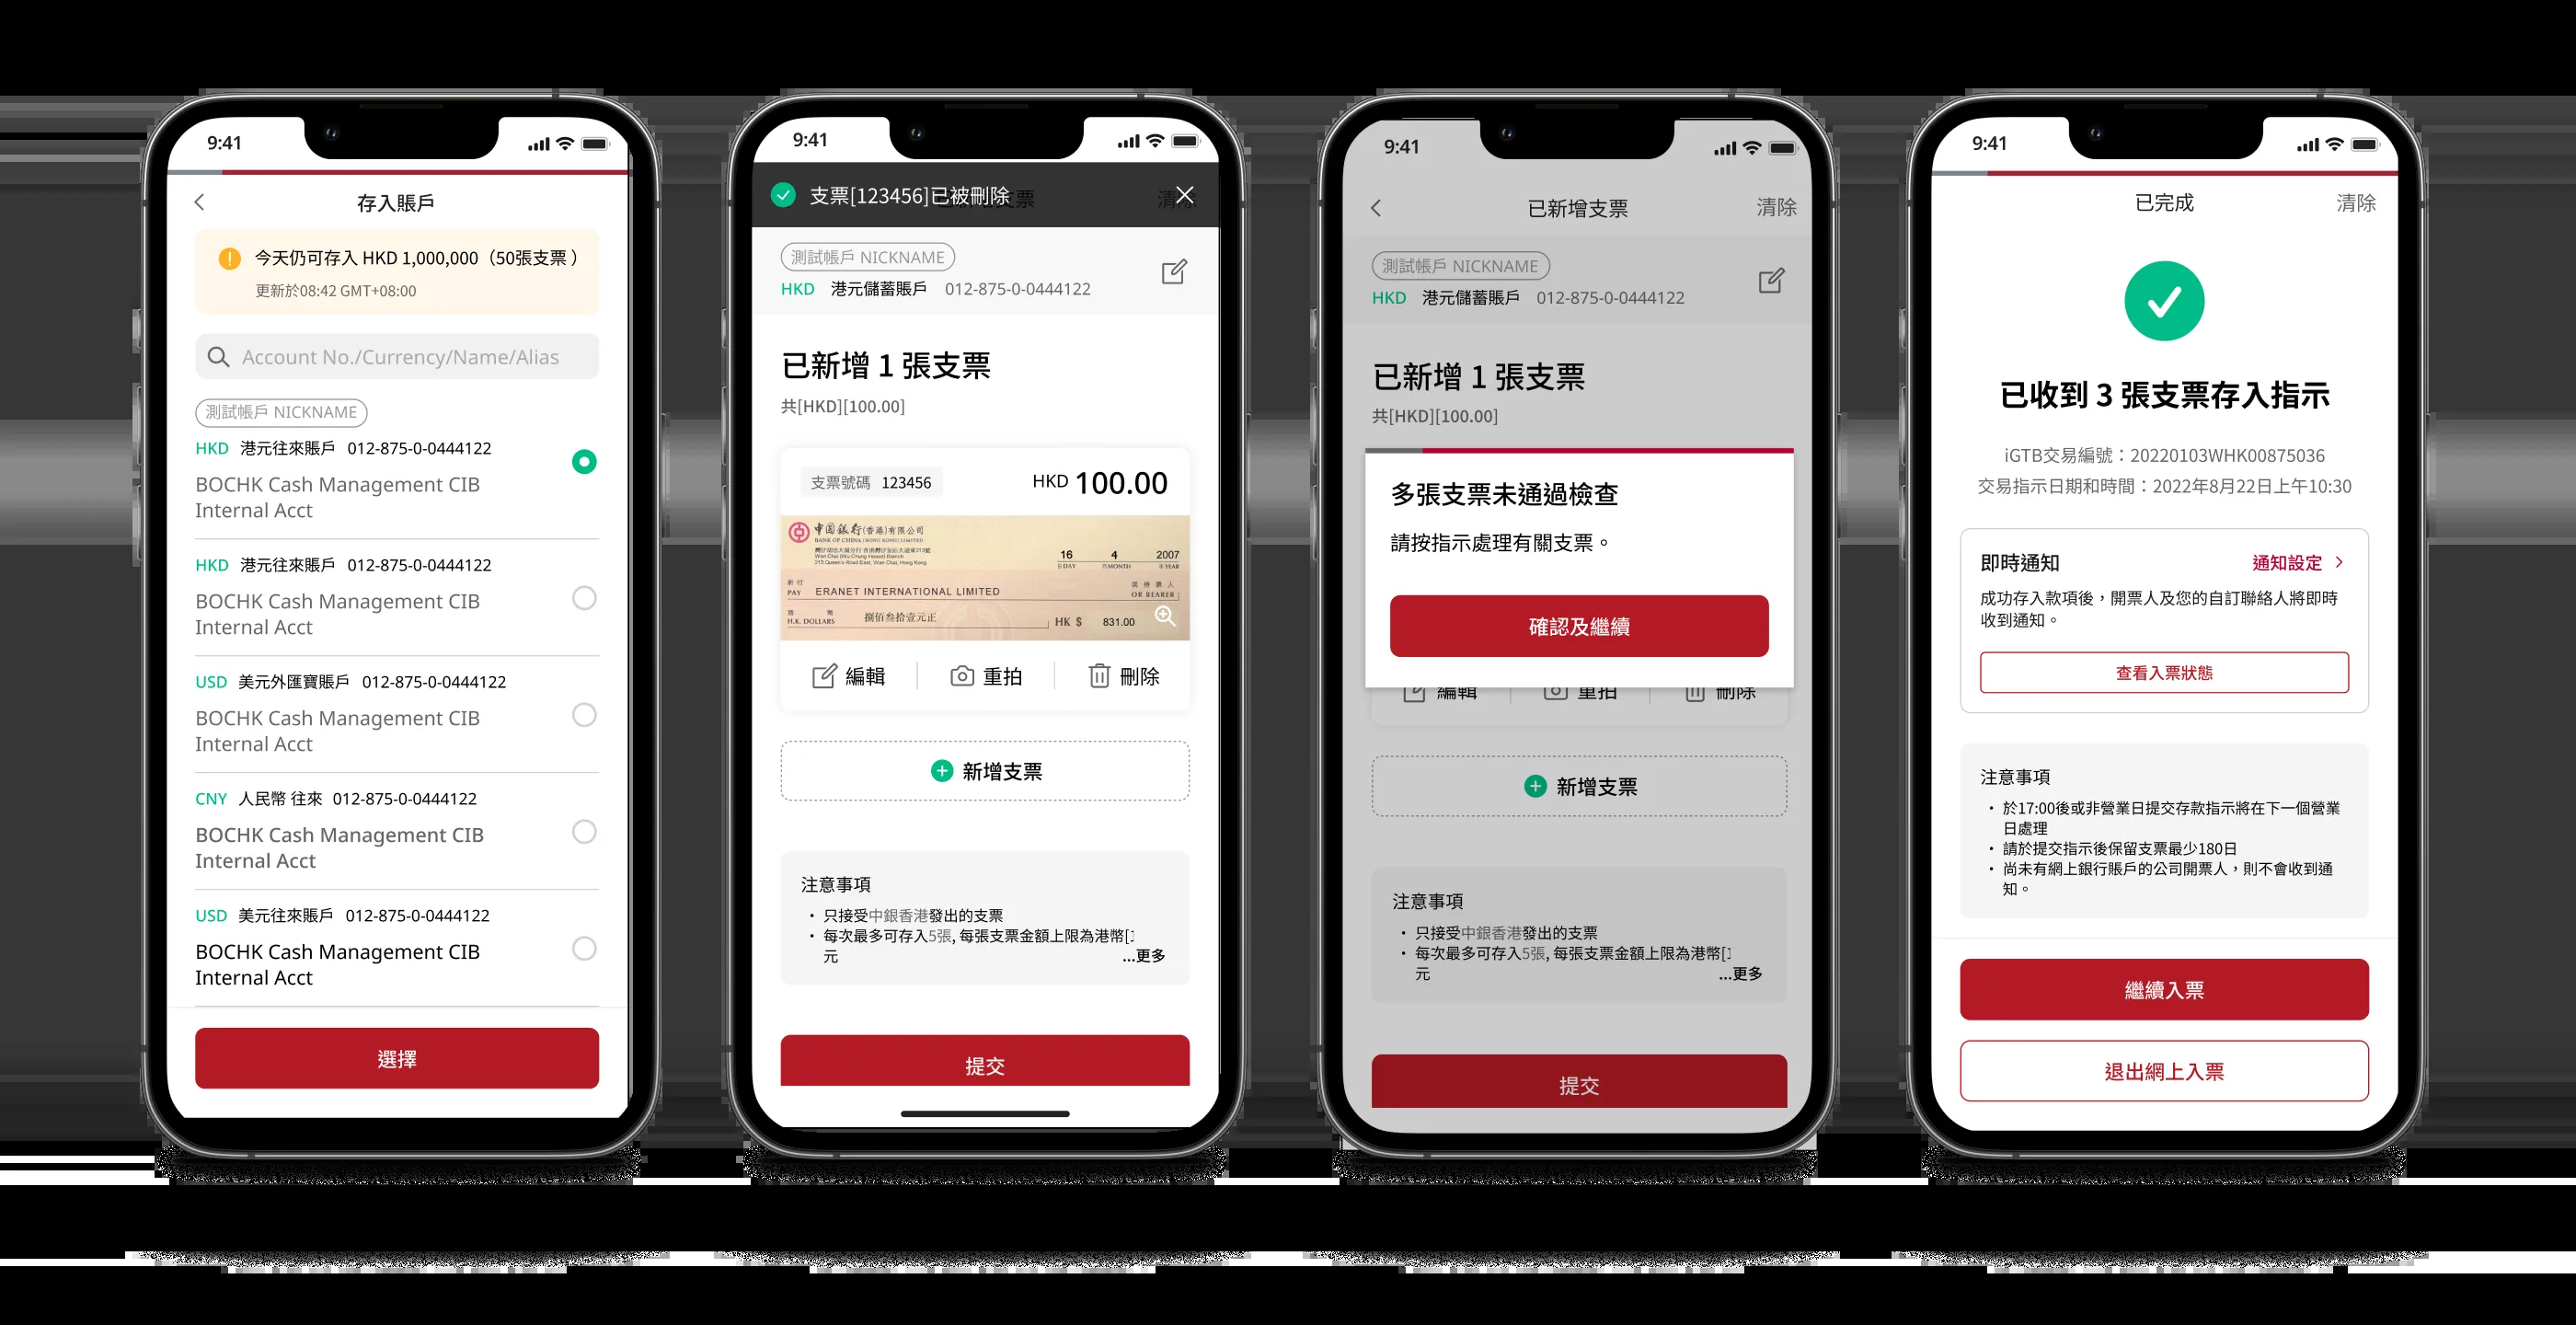 9:41
存入賬戶
今天仍可存入 HKD 1,000,000（50張支票 ）
更新於08:42 GMT+08:00
Account No./Currency/Name/Alias
測試帳戶 NICKNAME
HKD 港元往來賬戶 012-875-0-0444122
BOCHK Cash Management CIB
Internal Acct
HKD 港元往來賬戶 012-875-0-0444122
BOCHK Cash Management CIB
Internal Acct
USD 美元外匯寶賬戶 012-875-0-0444122
BOCHK Cash Management CIB
Internal Acct
CNY 人民幣 往來 012-875-0-0444122
BOCHK Cash Management CIB
Internal Acct
USD 美元往來賬戶 012-875-0-0444122
BOCHK Cash Management CIB
Internal Acct
選擇
9:41
支票[123456]已被刪除
測試帳戶 NICKNAME
HKD 港元儲蓄賬戶 012-875-0-0444122
已新增 1 張支票
共[HKD][100.00]
支票號碼 123456 HKD 100.00
中国銀行(香港)有限公司
BANK OF CHINA (HONG KONG) LIMITED
213 Queen's Road East, Wan Chai, Hong Kong
16 4 2007
日DAY 月MONTH 年YEAR
PAY ERANET INTERNATIONAL LIMITED
OR BEARER
H.K. DOLLARS 捌佰叁拾壹元正 HK $ 831.00
編輯 重拍 刪除
新增支票
注意事項
• 只接受中銀香港發出的支票
• 每次最多可存入5張, 每張支票金額上限為港幣[
元 ...更多
提交
9:41
已新增支票 清除
測試帳戶 NICKNAME
HKD 港元儲蓄賬戶 012-875-0-0444122
已新增 1 張支票
共[HKD][100.00]
多張支票未通過檢查
請按指示處理有關支票。
確認及繼續
編輯 重拍 刪除
新增支票
注意事項
• 只接受中銀香港發出的支票
• 每次最多可存入5張, 每張支票金額上限為港幣[
元 ...更多
提交
9:41
已完成 清除
已收到 3 張支票存入指示
iGTB交易編號：20220103WHK00875036
交易指示日期和時間：2022年8月22日上午10:30
即時通知 通知設定
成功存入款項後，開票人及您的自訂聯絡人將即時
收到通知。
查看入票狀態
注意事項
• 於17:00後或非營業日提交存款指示將在下一個營業
日處理
• 請於提交指示後保留支票最少180日
• 尚未有網上銀行賬戶的公司開票人，則不會收到通
知。
繼續入票
退出網上入票